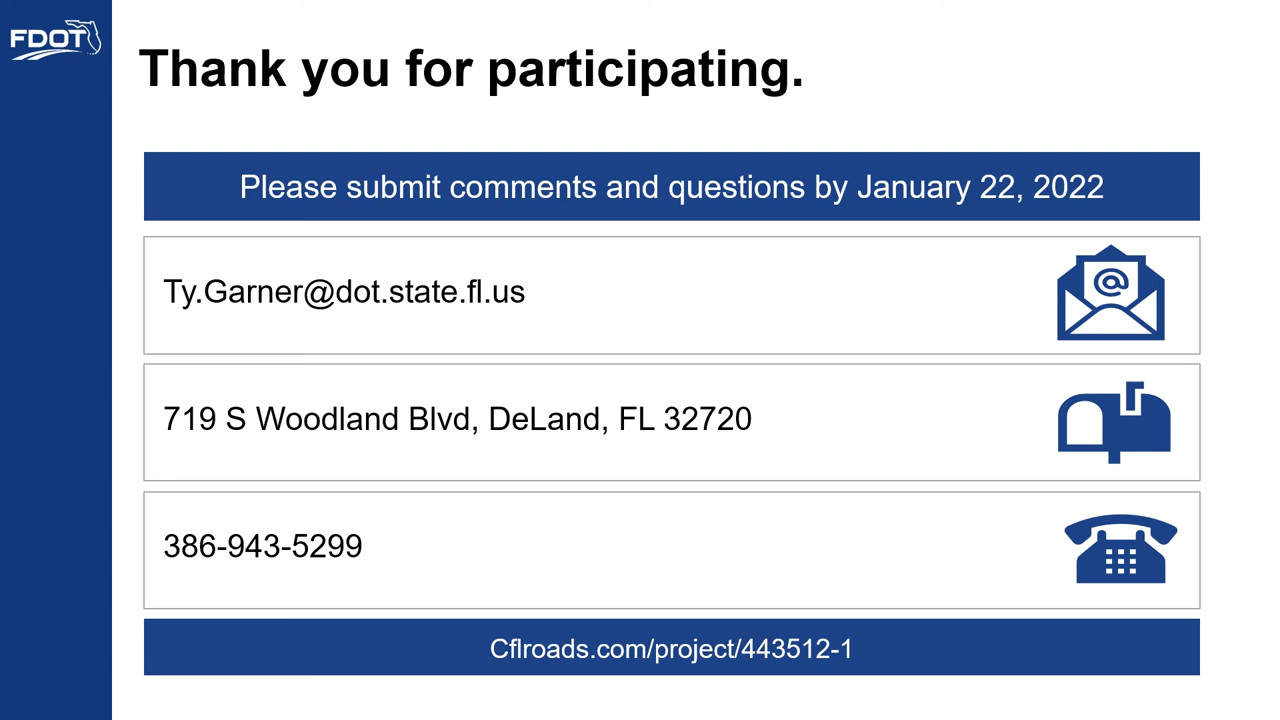 FDOT
Thank you for participating.
Please submit comments and questions by January 22, 2022
Ty.Garner@dot.state.fl.us
@
719 S Woodland Blvd, DeLand, FL 32720
386-943-5299
Cflroads.com/project/443512-1